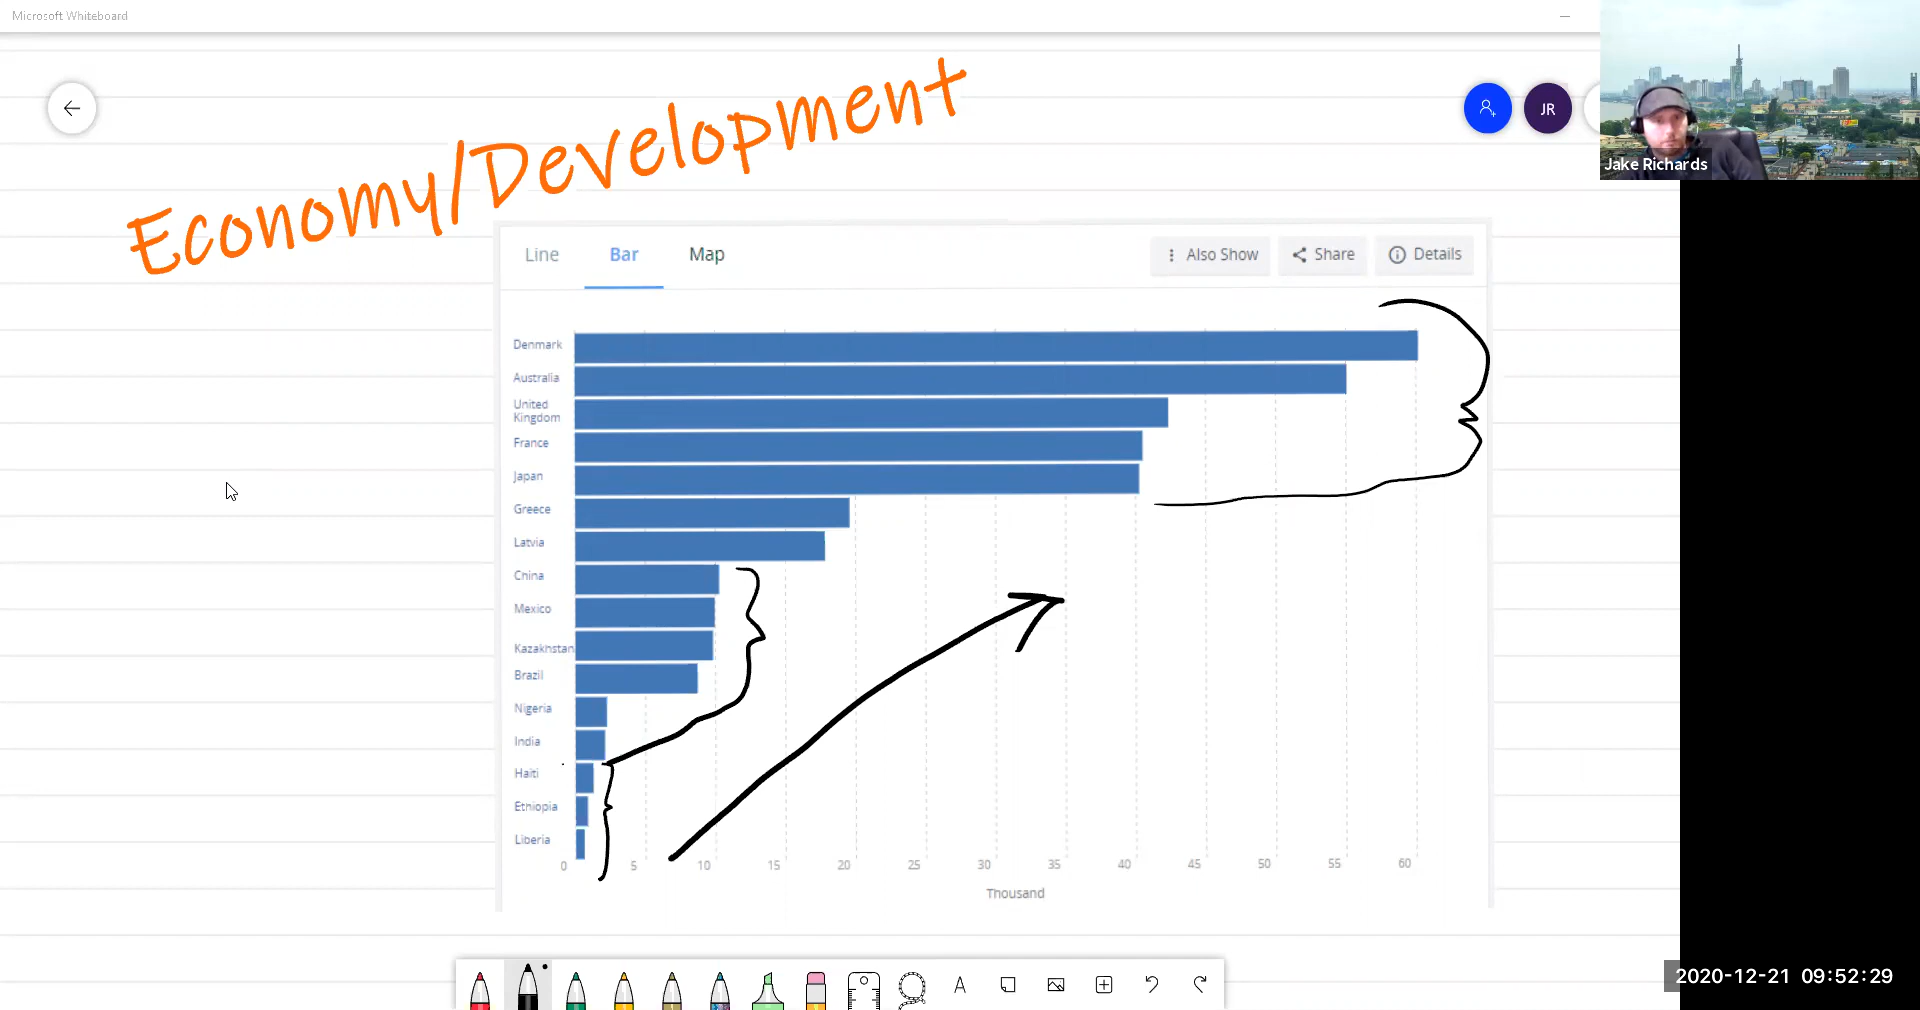 Microsoft Whiteboard
Economy/Development
JR
Jake Richards
Line Bar Map Also Show Share Details
Denmark
Australia
United
Kingdom
France
Japan
Greece
Latvia
China
Mexico
Kazakhstan
Brazil
Nigeria
India
Haiti
Ethiopia
Liberia
0 5 10 15 20 25 30 35 40 45 50 55 60
Thousand
A
2020-12-21 09:52:29